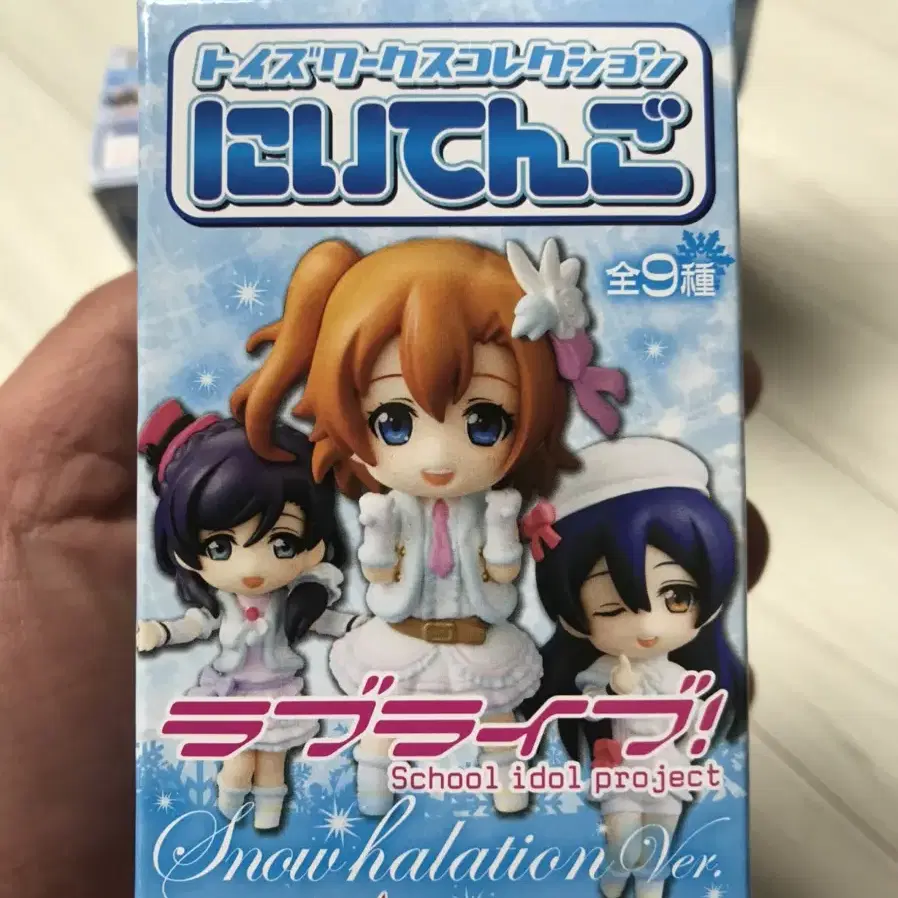 トイズワークスコレクション
にいてんご
全9種
ラブライブ!
School idol project
Snow halation Ver.